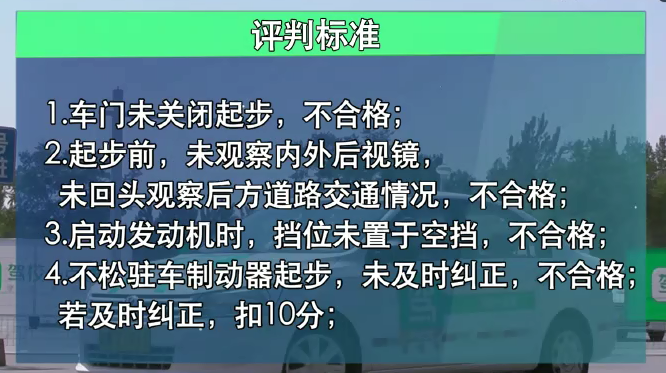 评判标准
1.车门未关闭起步，不合格；
2.起步前，未观察内外后视镜，
未回头观察后方道路交通情况，不合格；
3.启动发动机时，挡位未置于空挡，不合格；
4.不松驻车制动器起步，未及时纠正，不合格；
若及时纠正，扣10分；